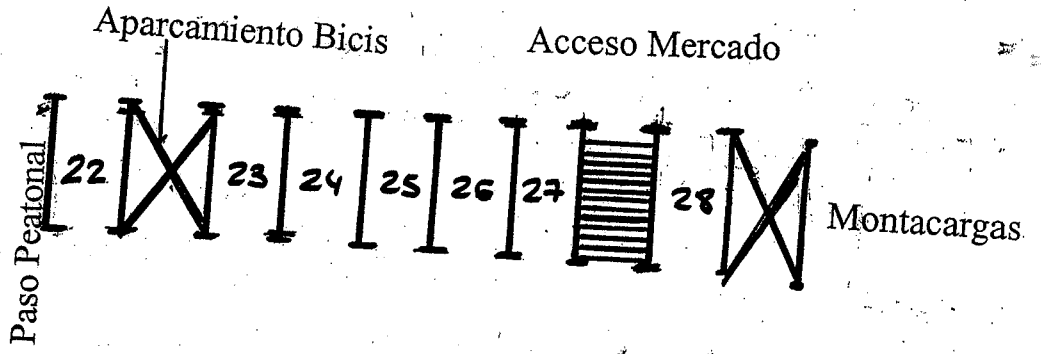 Aparcamiento Bicis
Acceso Mercado
Paso Peatonal
22
23
24
25
26
27
28
Montacargas